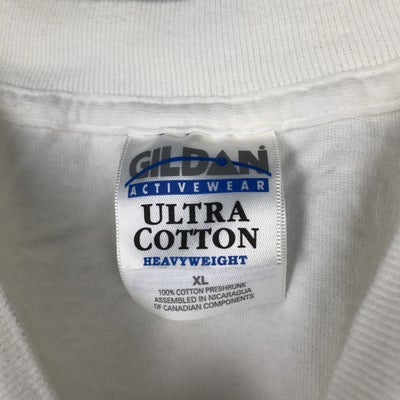 GILDAN
ACTIVEWEAR
ULTRA
COTTON
HEAVYWEIGHT
XL
100% COTTON PRESHRUNK
ASSEMBLED IN NICARAGUA
OF CANADIAN COMPONENTS